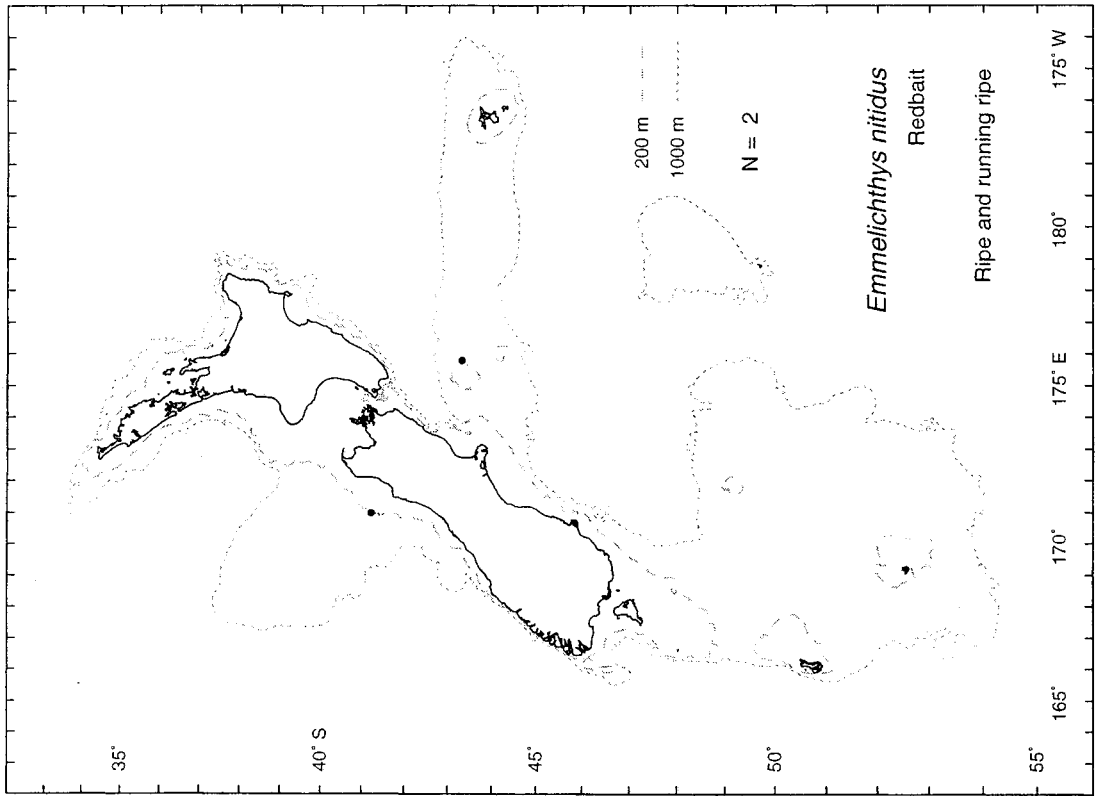 35°
40° S
45°
50°
55°
165°
170°
175° E
180°
175° W
200 m
1000 m
N = 2
Emmelichthys nitidus
Redbait
Ripe and running ripe